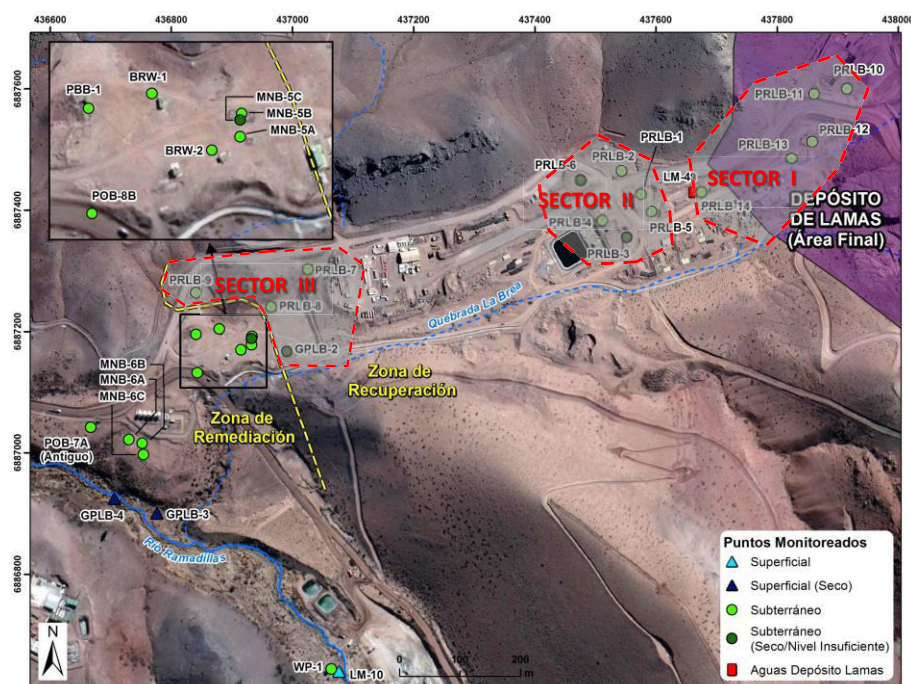 436600 436800 437000 437200 437400 437600 437800 438000
6887600
6887400
6887200
6887000
6886800
PBB-1
BRW-1
MNB-5C
MNB-5B
MNB-5A
BRW-2
POB-8B
PRLB-10
PRLB-11
PRLB-12
PRLB-13
PRLB-14
LM-49
SECTOR I
DEPÓSITO
DE LAMAS
(Área Final)
PRLB-1
PRLB-2
PRLB-6
SECTOR II
PRLB-4
PRLB-5
PRLB-3
PRLB-7
PRLB-9
SECTOR III
PRLB-8
GPLB-2
Quebrada La Brea
Zona de
Recuperación
Zona de
Remediación
MNB-6B
MNB-6A
MNB-6C
POB-7A
(Antiguo)
GPLB-4
GPLB-3
Río Ramadillas
WP-1
LM-10
N
0 200
m
Puntos Monitoreados
Superficial
Superficial (Seco)
Subterráneo
Subterráneo
(Seco/Nivel Insuficiente)
Aguas Depósito Lamas